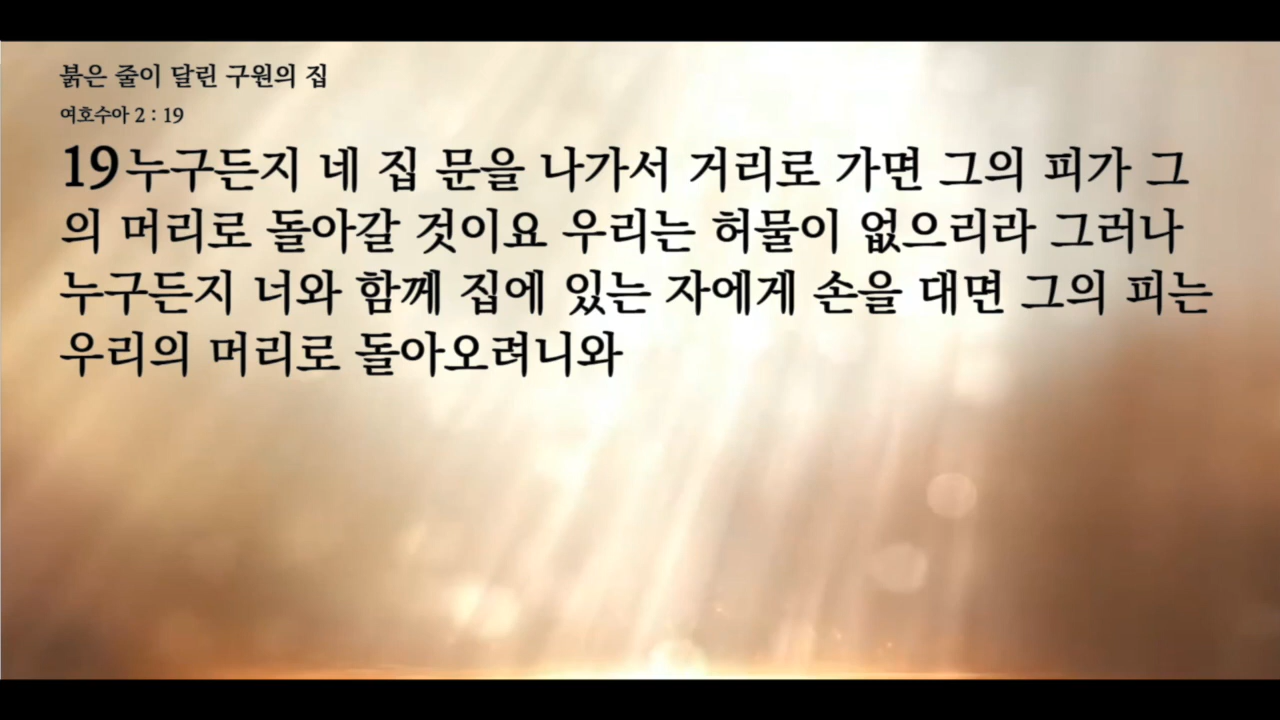 붉은 줄이 달린 구원의 집
여호수아 2 : 19
19누구든지 네 집 문을 나가서 거리로 가면 그의 피가 그
의 머리로 돌아갈 것이요 우리는 허물이 없으리라 그러나
누구든지 너와 함께 집에 있는 자에게 손을 대면 그의 피는
우리의 머리로 돌아오려니와